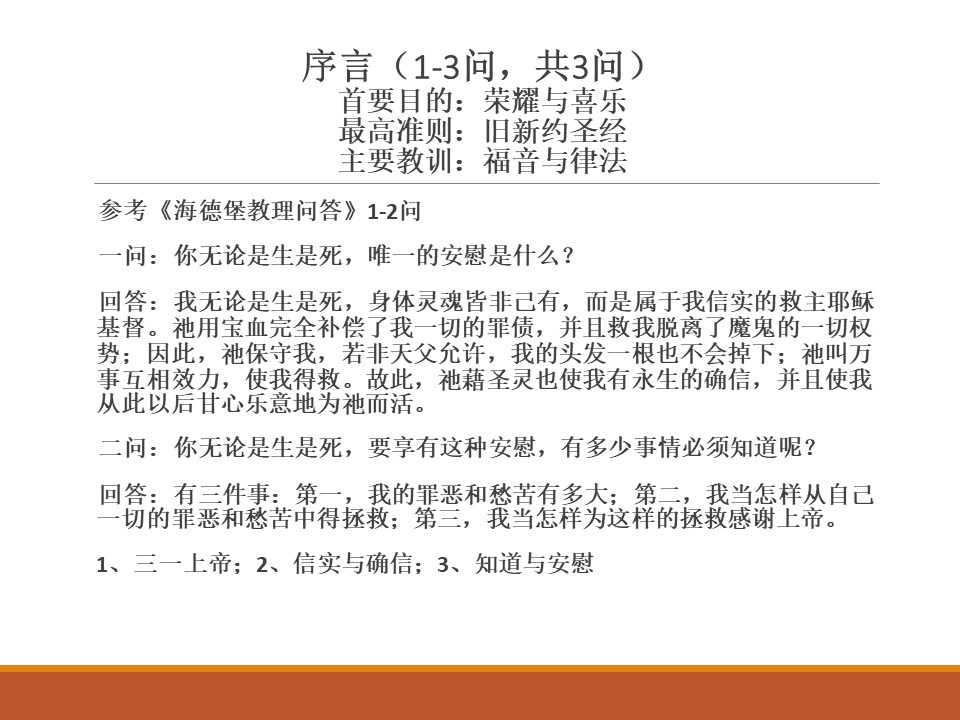 序言（1-3问，共3问）
首要目的：荣耀与喜乐
最高准则：旧新约圣经
主要教训：福音与律法
参考《海德堡教理问答》1-2问
一问：你无论是生是死，唯一的安慰是什么？
回答：我无论是生是死，身体灵魂皆非己有，而是属于我信实的救主耶稣
基督。祂用宝血完全补偿了我一切的罪债，并且救我脱离了魔鬼的一切权
势；因此，祂保守我，若非天父允许，我的头发一根也不会掉下；祂叫万
事互相效力，使我得救。故此，祂藉圣灵也使我有永生的确信，并且使我
从此以后甘心乐意地为祂而活。
二问：你无论是生是死，要享有这种安慰，有多少事情必须知道呢？
回答：有三件事：第一，我的罪恶和愁苦有多大；第二，我当怎样从自己
一切的罪恶和愁苦中得拯救；第三，我当怎样为这样的拯救感谢上帝。
1、三一上帝；2、信实与确信；3、知道与安慰